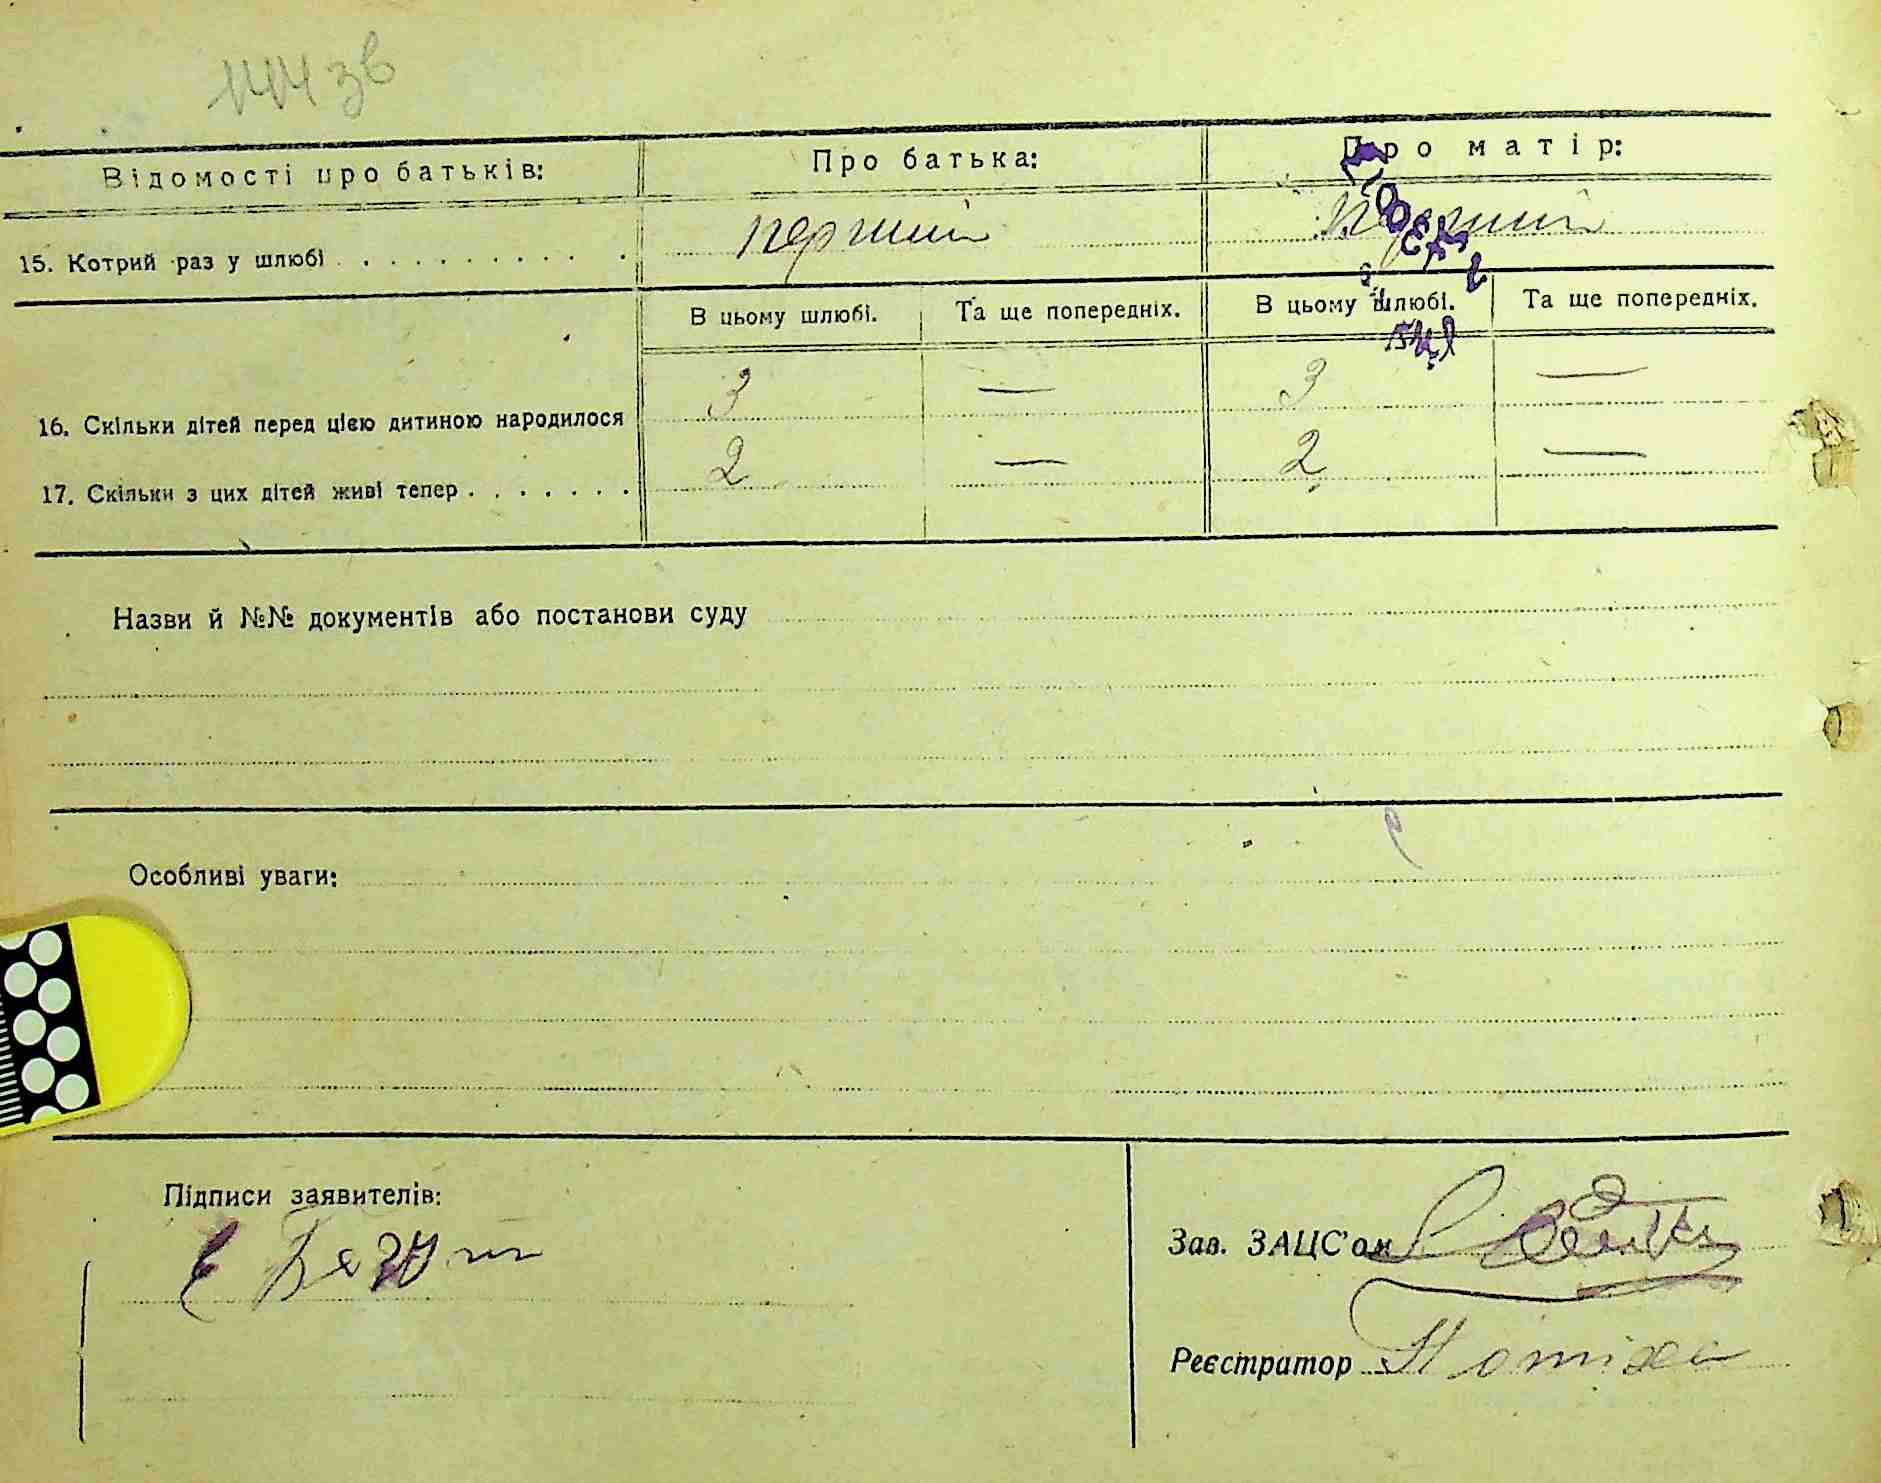 144 зв
Відомості про батьків: Про батька: Про матір:
15. Котрий раз у шлюбі . . . . . . . . . . перший перший
В цьому шлюбі. Та ще попередніх. В цьому шлюбі. Та ще попередніх.
16. Скільки дітей перед цією дитиною народилося 3 — 3 —
17. Скільки з цих дітей живі тепер . . . . . . . 2 — 2 —
Назви й №№ документів або постанови суду
Особливі уваги:
Підписи заявителів:
Зав. ЗАЦС'ом
Реєстратор